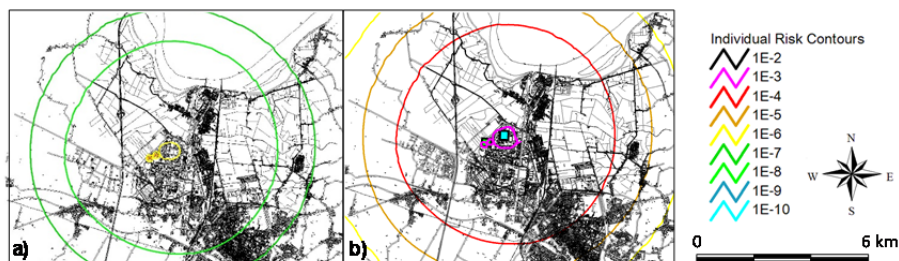 a)
b)
Individual Risk Contours
1E-2
1E-3
1E-4
1E-5
1E-6
1E-7
1E-8
1E-9
1E-10
N
W E
S
0 6 km